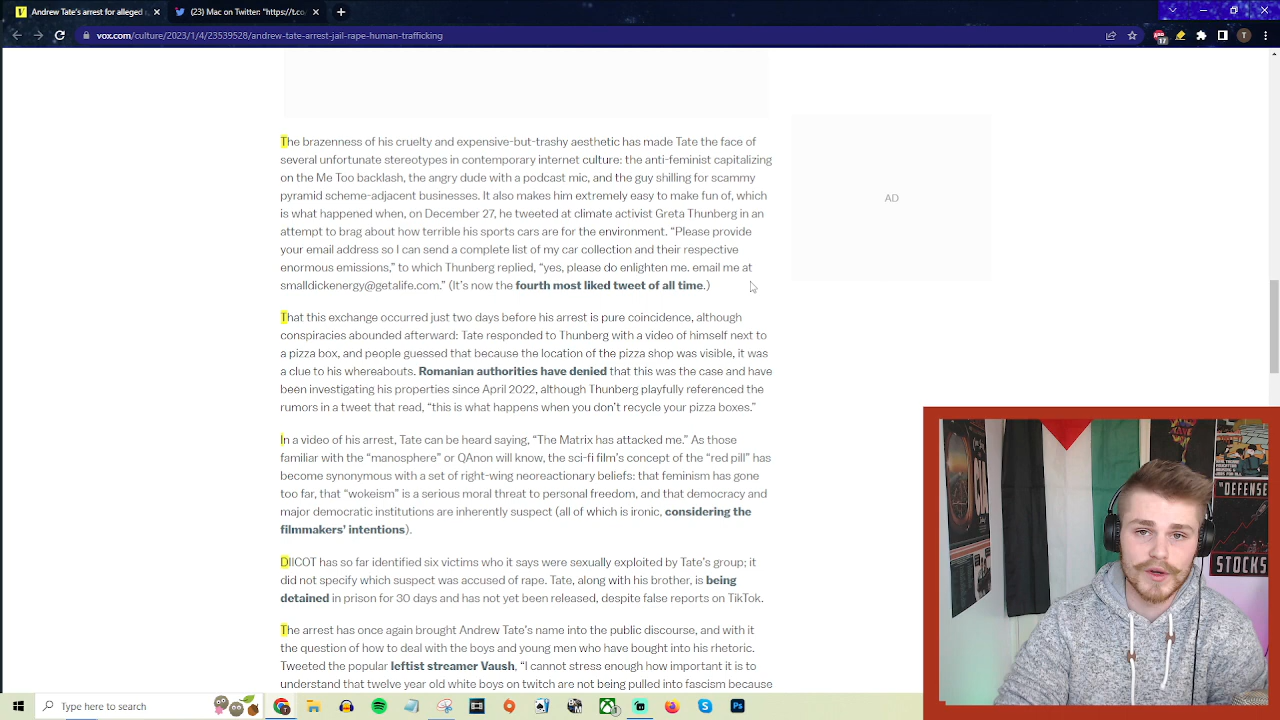 Andrew Tate's arrest for alleged
(23) Mac on Twitter: "https://t.co
vox.com/culture/2023/1/4/23539528/andrew-tate-arrest-jail-rape-human-trafficking
17
T
The brazenness of his cruelty and expensive-but-trashy aesthetic has made Tate the face of
several unfortunate stereotypes in contemporary internet culture: the anti-feminist capitalizing
on the Me Too backlash, the angry dude with a podcast mic, and the guy shilling for scammy
pyramid scheme-adjacent businesses. It also makes him extremely easy to make fun of, which
is what happened when, on December 27, he tweeted at climate activist Greta Thunberg in an
attempt to brag about how terrible his sports cars are for the environment. “Please provide
your email address so I can send a complete list of my car collection and their respective
enormous emissions,” to which Thunberg replied, “yes, please do enlighten me. email me at
smalldickenergy@getalife.com.” (It’s now the fourth most liked tweet of all time.)
AD
That this exchange occurred just two days before his arrest is pure coincidence, although
conspiracies abounded afterward: Tate responded to Thunberg with a video of himself next to
a pizza box, and people guessed that because the location of the pizza shop was visible, it was
a clue to his whereabouts. Romanian authorities have denied that this was the case and have
been investigating his properties since April 2022, although Thunberg playfully referenced the
rumors in a tweet that read, “this is what happens when you don’t recycle your pizza boxes.”
In a video of his arrest, Tate can be heard saying, “The Matrix has attacked me.” As those
familiar with the “manosphere” or QAnon will know, the sci-fi film’s concept of the “red pill” has
become synonymous with a set of right-wing neoreactionary beliefs: that feminism has gone
too far, that “wokeism” is a serious moral threat to personal freedom, and that democracy and
major democratic institutions are inherently suspect (all of which is ironic, considering the
filmmakers’ intentions).
DIICOT has so far identified six victims who it says were sexually exploited by Tate’s group; it
did not specify which suspect was accused of rape. Tate, along with his brother, is being
detained in prison for 30 days and has not yet been released, despite false reports on TikTok.
The arrest has once again brought Andrew Tate’s name into the public discourse, and with it
the question of how to deal with the boys and young men who have bought into his rhetoric.
Tweeted the popular leftist streamer Vaush, “I cannot stress enough how important it is to
understand that twelve year old white boys on twitch are not being pulled into fascism because
"DEFENSE
STOCKS
Type here to search